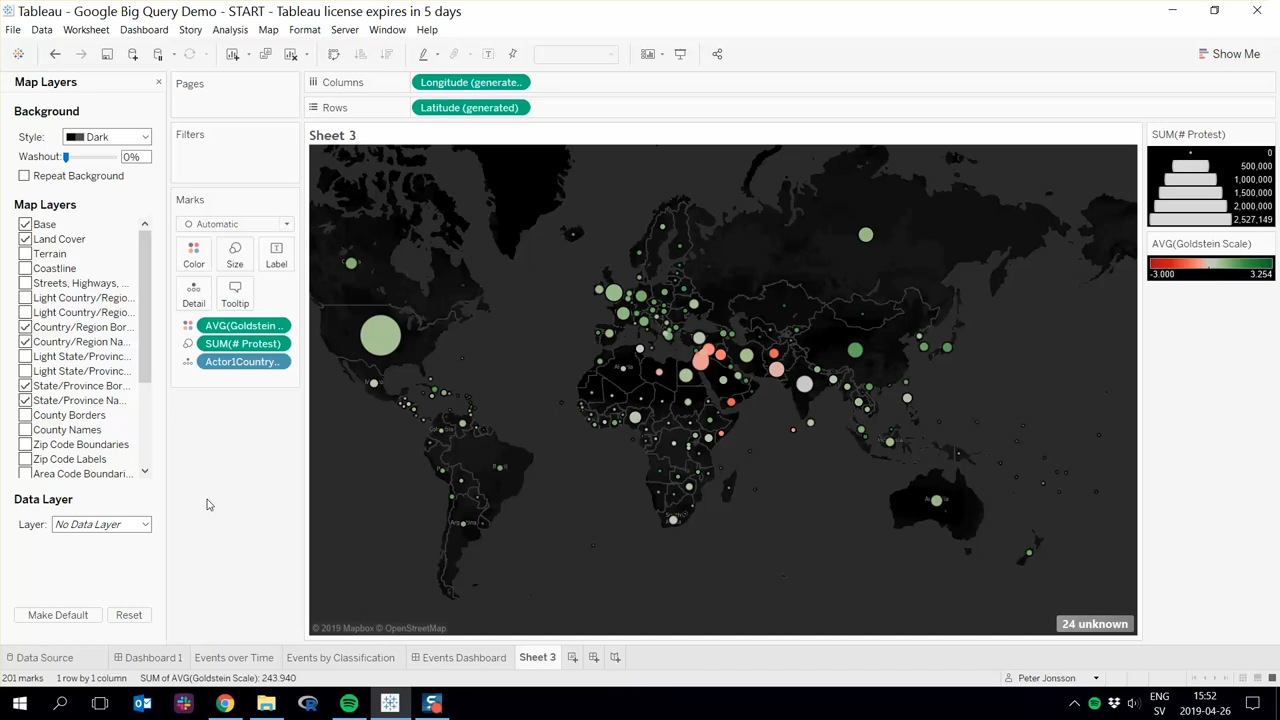 Tableau - Google Big Query Demo - START - Tableau license expires in 5 days
File Data Worksheet Dashboard Story Analysis Map Format Server Window Help
Show Me
Map Layers
Background
Style: Dark
Washout: 0%
Repeat Background
Map Layers
Base
Land Cover
Terrain
Coastline
Streets, Highways, ...
Light Country/Regio...
Light Country/Regio...
Country/Region Bor...
Country/Region Na...
Light State/Provinc...
Light State/Provinc...
State/Province Bor...
State/Province Na...
County Borders
County Names
Zip Code Boundaries
Zip Code Labels
Area Code Boundari...
Data Layer
Layer: No Data Layer
Make Default Reset
Pages
Filters
Marks
Automatic
Color Size Label
Detail Tooltip
AVG(Goldstein ..
SUM(# Protest)
Actor1Country..
Columns Longitude (generate..
Rows Latitude (generated)
Sheet 3
© 2019 Mapbox © OpenStreetMap
24 unknown
SUM(# Protest)
0
500,000
1,000,000
1,500,000
2,000,000
2,527,149
AVG(Goldstein Scale)
-3.000 3.254
Data Source Dashboard 1 Events over Time Events by Classification Events Dashboard Sheet 3
201 marks 1 row by 1 column SUM of AVG(Goldstein Scale): 243.940 Peter Jonsson
ENG 15:52
SV 2019-04-26